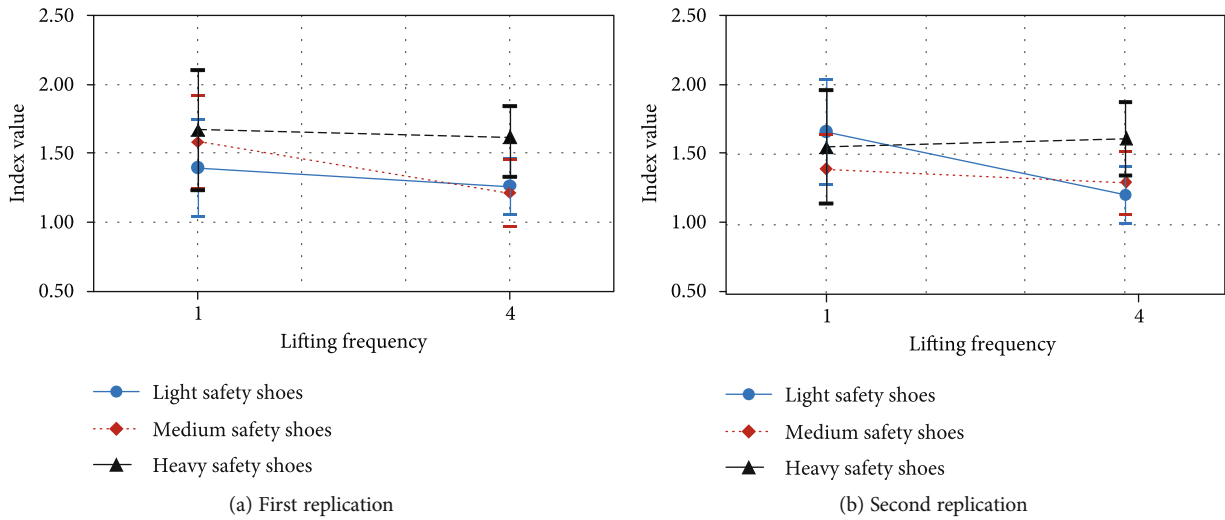 2.50
2.00
1.50
1.00
0.50
Index value
1
4
Lifting frequency
Light safety shoes
Medium safety shoes
Heavy safety shoes
(a) First replication
2.50
2.00
1.50
1.00
0.50
Index value
1
4
Lifting frequency
Light safety shoes
Medium safety shoes
Heavy safety shoes
(b) Second replication